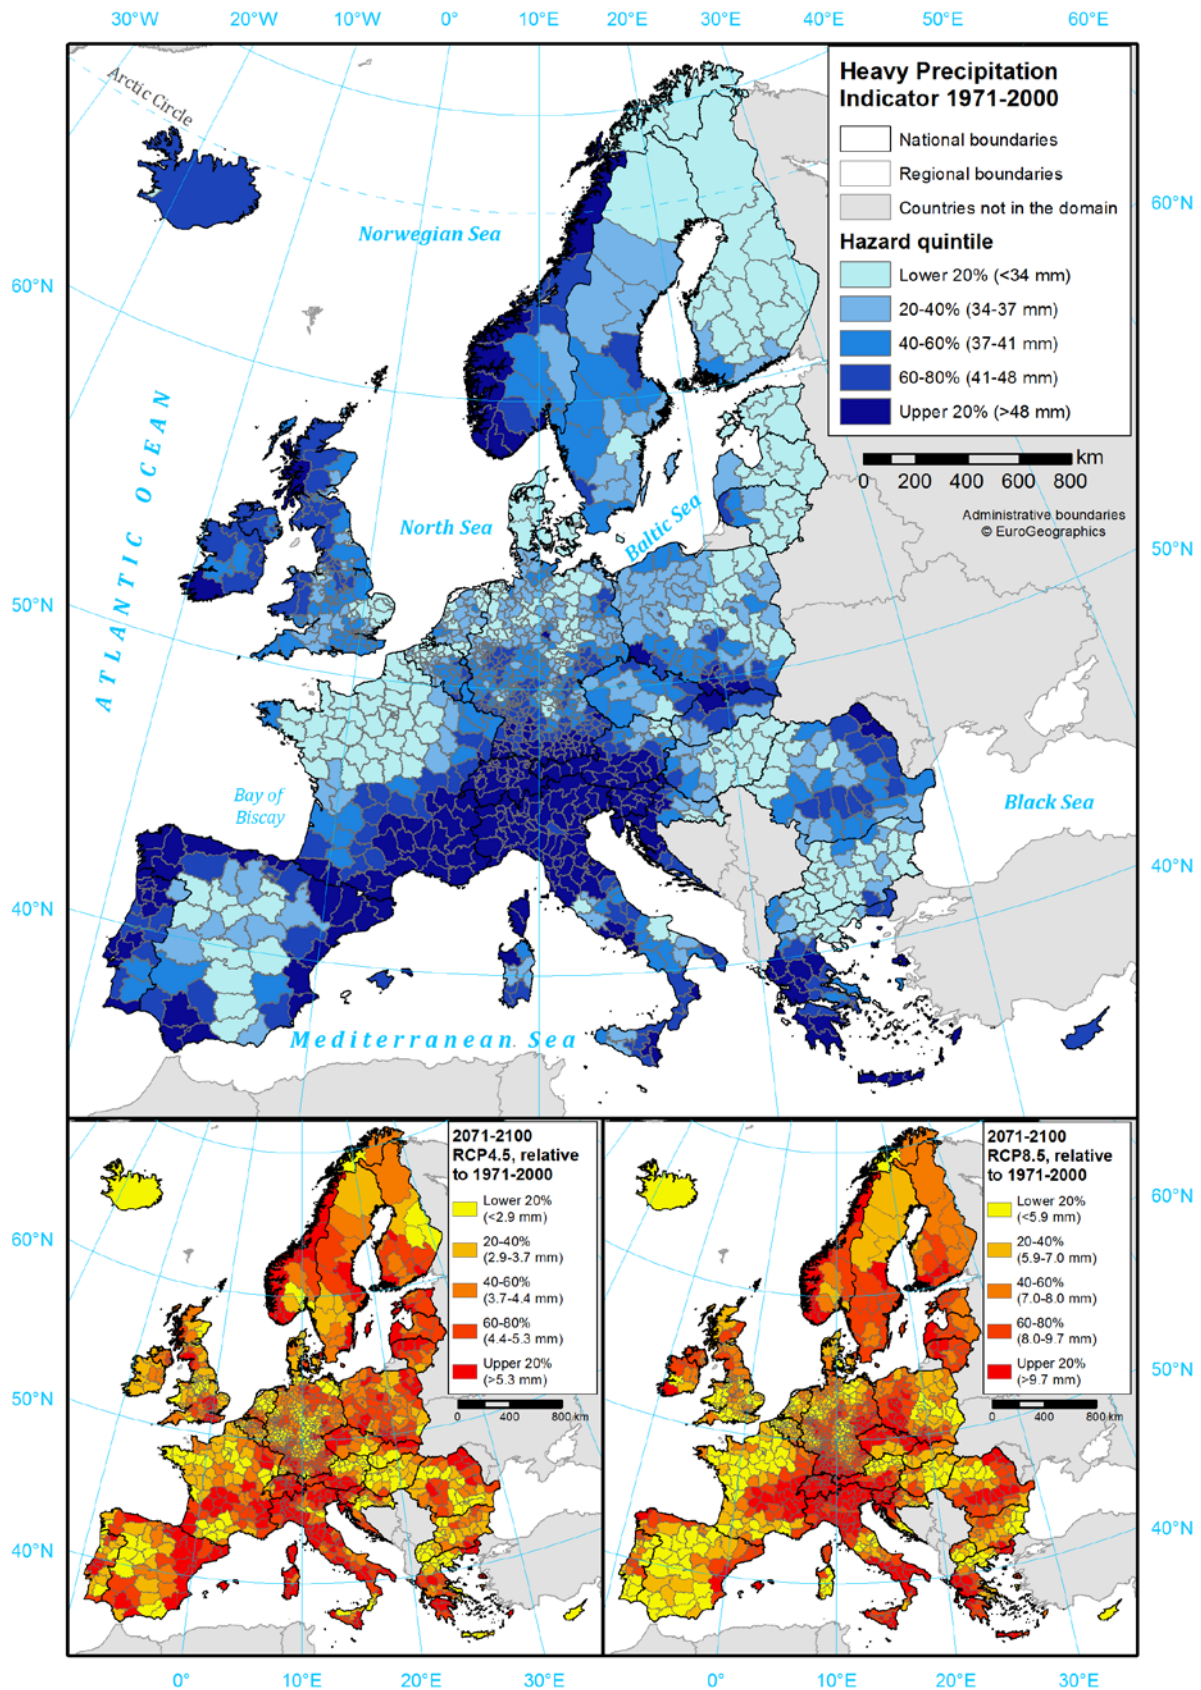 30°W 20°W 10°W 0° 10°E 20°E 30°E 40°E 50°E 60°E
Arctic Circle
Heavy Precipitation
Indicator 1971-2000
National boundaries
Regional boundaries
Countries not in the domain
Hazard quintile
Lower 20% (<34 mm)
20-40% (34-37 mm)
40-60% (37-41 mm)
60-80% (41-48 mm)
Upper 20% (>48 mm)
km
0 200 400 600 800
Administrative boundaries
© EuroGeographics
60°N
50°N
40°N
60°N
50°N
40°N
Norwegian Sea
ATLANTIC OCEAN
North Sea
Baltic Sea
Bay of
Biscay
Black Sea
Mediterranean Sea
2071-2100
RCP4.5, relative
to 1971-2000
Lower 20%
(<2.9 mm)
20-40%
(2.9-3.7 mm)
40-60%
(3.7-4.4 mm)
60-80%
(4.4-5.3 mm)
Upper 20%
(>5.3 mm)
0 400 800 km
2071-2100
RCP8.5, relative
to 1971-2000
Lower 20%
(<5.9 mm)
20-40%
(5.9-7.0 mm)
40-60%
(7.0-8.0 mm)
60-80%
(8.0-9.7 mm)
Upper 20%
(>9.7 mm)
0 400 800 km
60°N
50°N
40°N
60°N
50°N
40°N
0° 10°E 20°E 30°E 0° 10°E 20°E 30°E